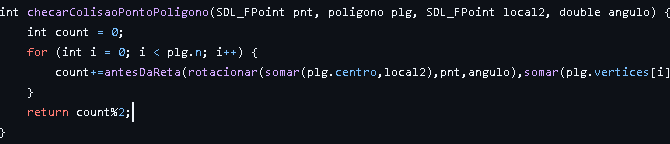 int checarColisaoPontoPoligono(SDL_FPoint pnt, poligono plg, SDL_FPoint local2, double angulo) {
    int count = 0;
    for (int i = 0; i < plg.n; i++) {
        count+=antesDaReta(rotacionar(somar(plg.centro,local2),pnt,angulo),somar(plg.vertices[i]
    }
    return count%2;
}